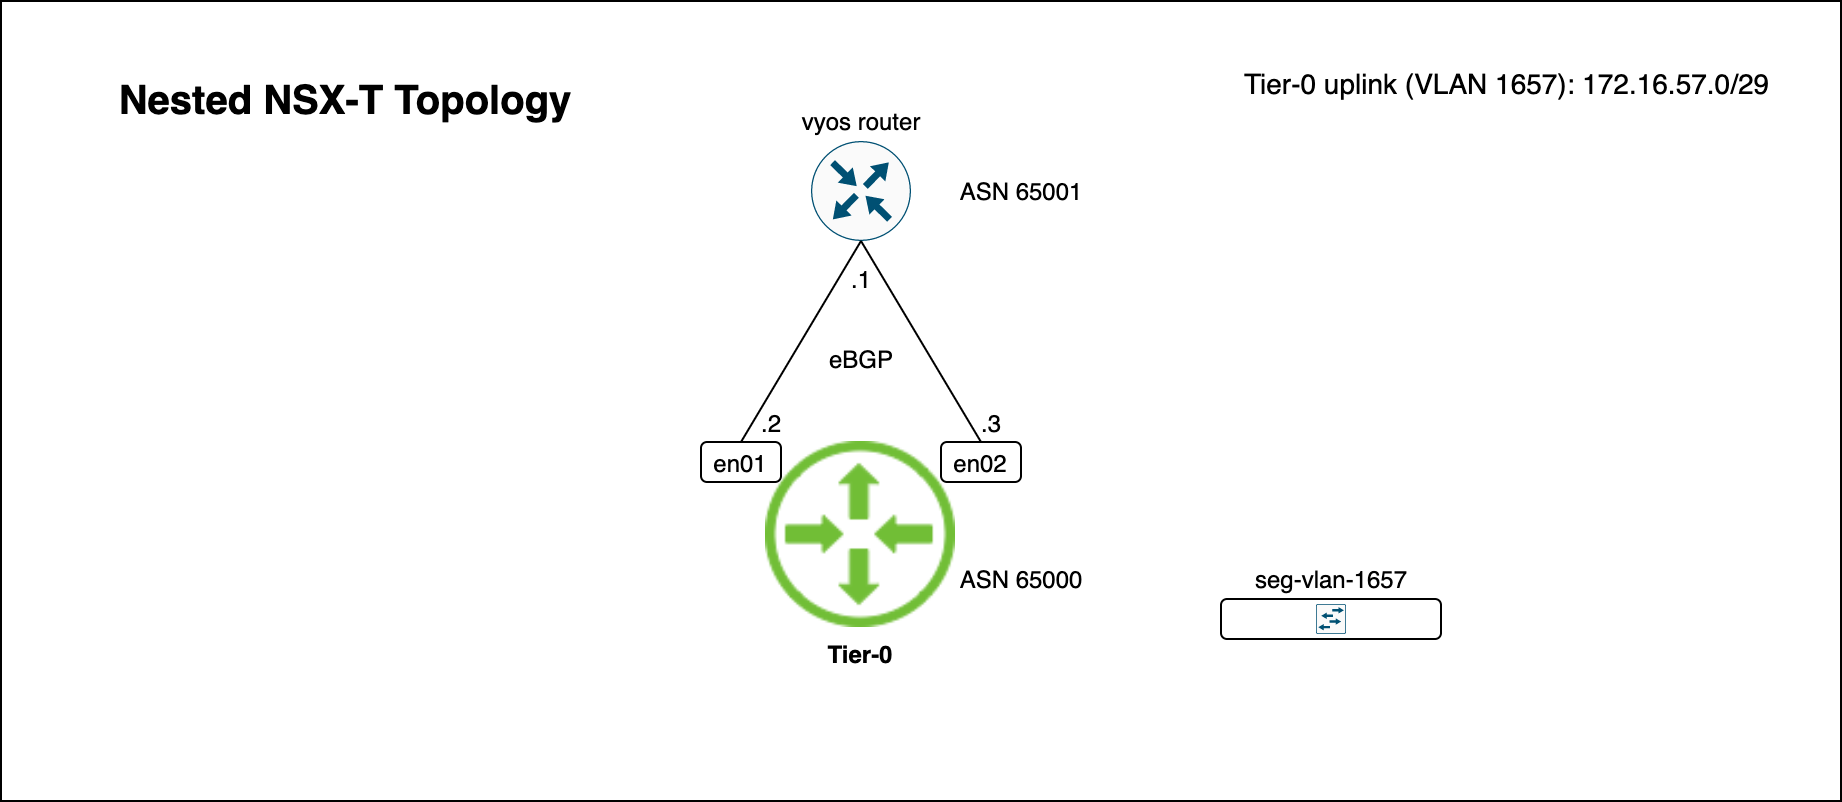 Nested NSX-T Topology
Tier-0 uplink (VLAN 1657): 172.16.57.0/29
vyos router
ASN 65001
.1
eBGP
.2
.3
en01
en02
ASN 65000
seg-vlan-1657
Tier-0